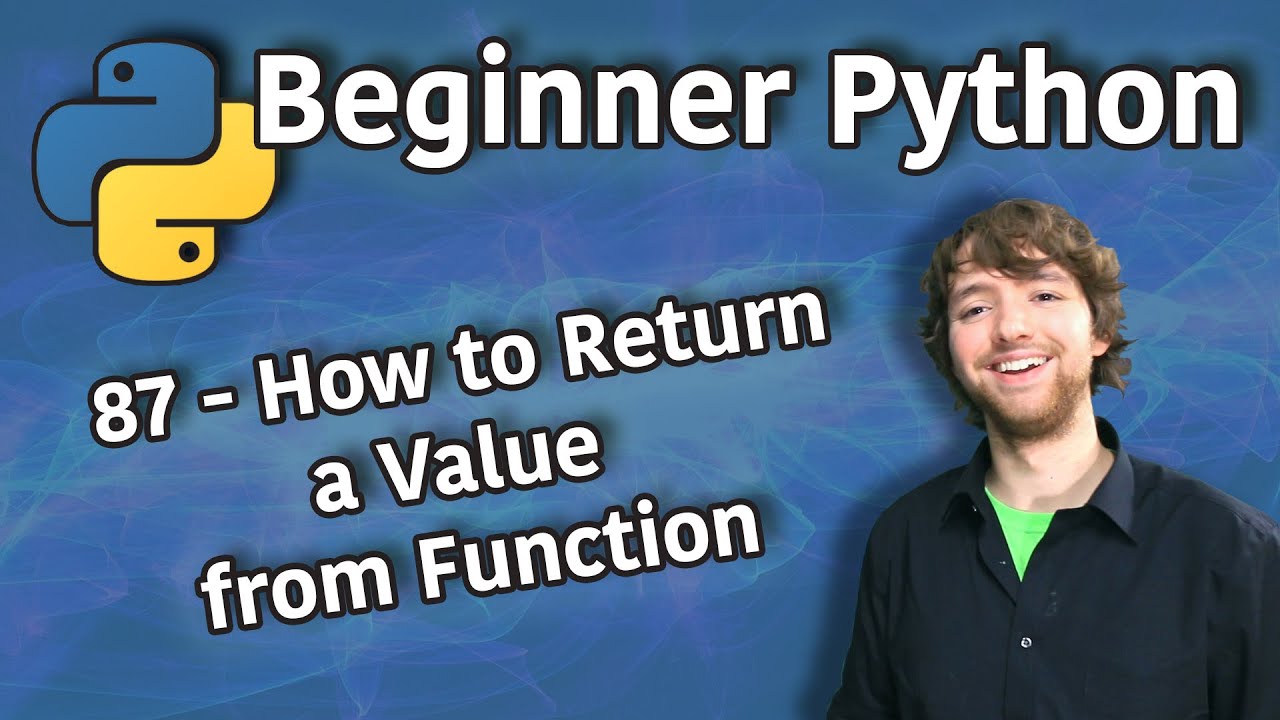 Beginner Python
87 - How to Return
a Value
from Function